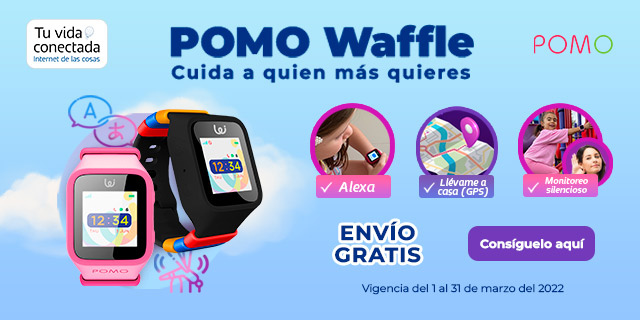 Tu vida
conectada
Internet de las cosas
POMO Waffle
Cuida a quien más quieres
POMO
A
あ
12:34
12:34
POMO
Alexa
Llévame a
casa (GPS)
Monitoreo
silencioso
ENVÍO
GRATIS
Consíguelo aquí
Vigencia del 1 al 31 de marzo del 2022